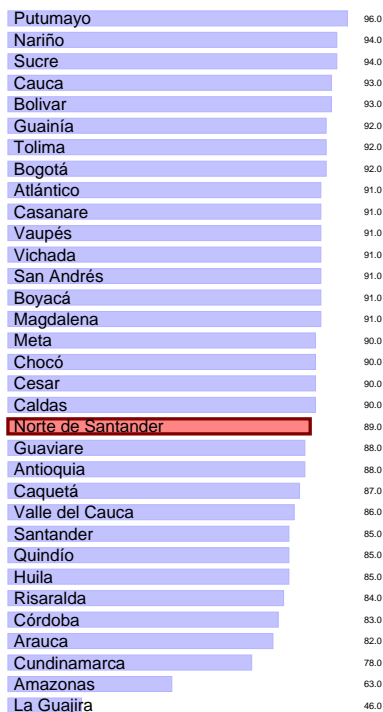 Putumayo 96.0
Nariño 94.0
Sucre 94.0
Cauca 93.0
Bolivar 93.0
Guainía 92.0
Tolima 92.0
Bogotá 92.0
Atlántico 91.0
Casanare 91.0
Vaupés 91.0
Vichada 91.0
San Andrés 91.0
Boyacá 91.0
Magdalena 91.0
Meta 90.0
Chocó 90.0
Cesar 90.0
Caldas 90.0
Norte de Santander 89.0
Guaviare 88.0
Antioquia 88.0
Caquetá 87.0
Valle del Cauca 86.0
Santander 85.0
Quindío 85.0
Huila 85.0
Risaralda 84.0
Córdoba 83.0
Arauca 82.0
Cundinamarca 78.0
Amazonas 63.0
La Guajira 46.0